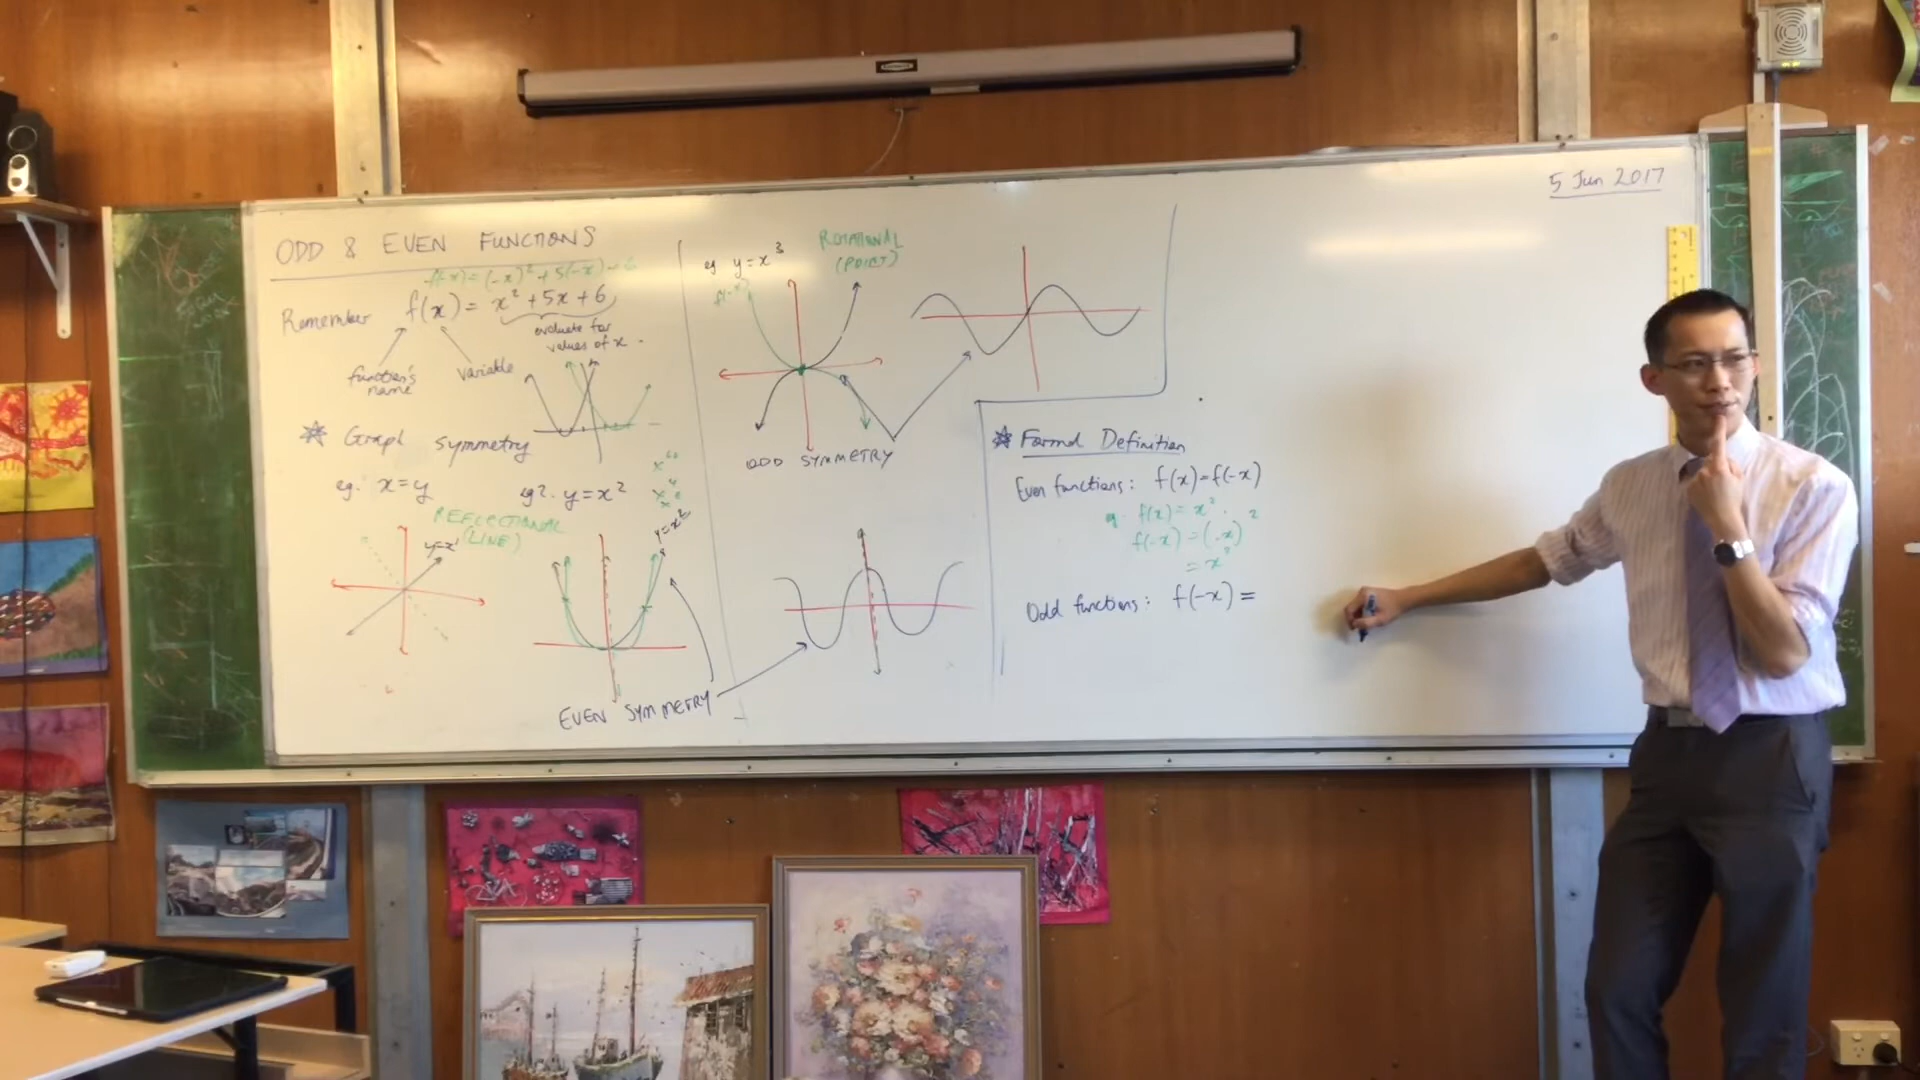 5 Jun 2017
ODD & EVEN FUNCTIONS
f(-x) = (-x)² + 5(-x) + 6
Remember f(x) = x² + 5x + 6
evaluate for
values of x.
function's
name
variable
Graph symmetry
eg. x=y
eg2. y=x²
REFLECTIONAL
(LINE)
y=x
y=x²
EVEN SYMMETRY
eg y=x³
f(-x)
ROTATIONAL
(POINT)
ODD SYMMETRY
Formal Definition
Even functions: f(x)=f(-x)
eg. f(x) = x².
f(-x) = (-x)²
= x²
Odd functions: f(-x) =